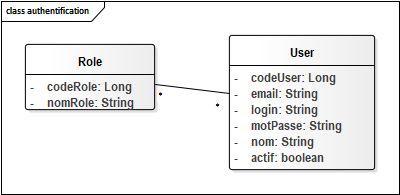 class authentification
Role
- codeRole: Long
- nomRole: String
User
- codeUser: Long
- email: String
- login: String
- motPasse: String
- nom: String
- actif: boolean
*
*